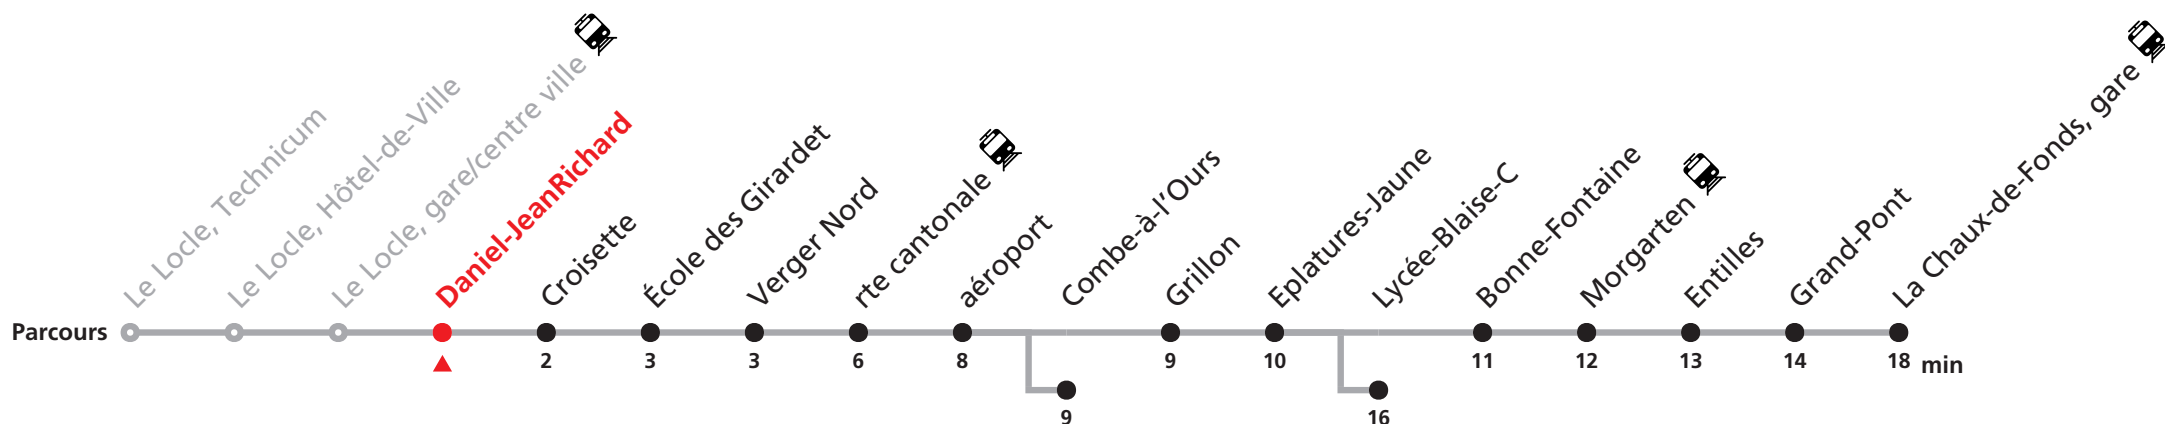 Le Locle, Technicum
Le Locle, Hôtel-de-Ville
Le Locle, gare/centre ville
Daniel-JeanRichard
Croisette
École des Girardet
Verger Nord
rte cantonale
aéroport
Combe-à-l'Ours
Grillon
Eplatures-Jaune
Lycée-Blaise-C
Bonne-Fontaine
Morgarten
Entilles
Grand-Pont
La Chaux-de-Fonds, gare
Parcours
2 3 3 6 8 9 10 11 12 13 14 18 min
9 16